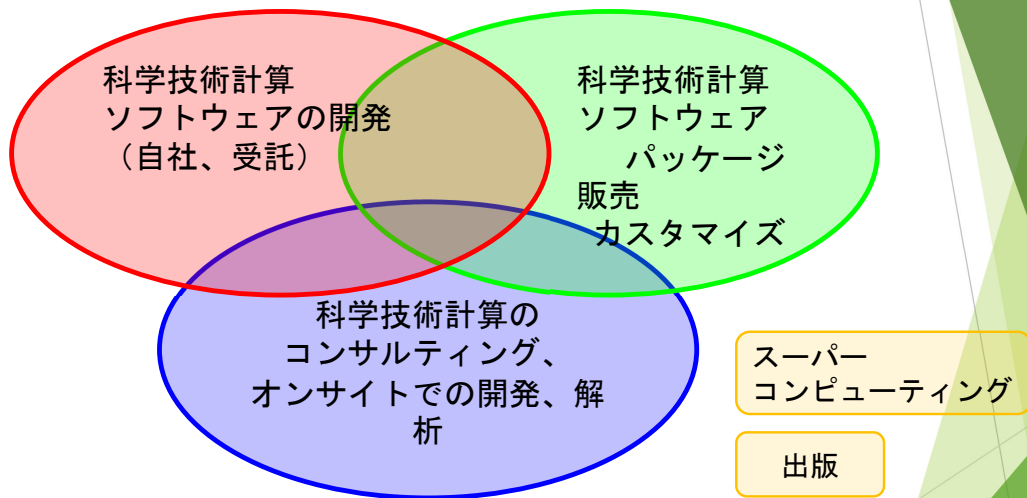 科学技術計算
ソフトウェアの開発
（自社、受託）
科学技術計算
ソフトウェア
パッケージ
販売
カスタマイズ
科学技術計算の
コンサルティング、
オンサイトでの開発、解
析
スーパー
コンピューティング
出版